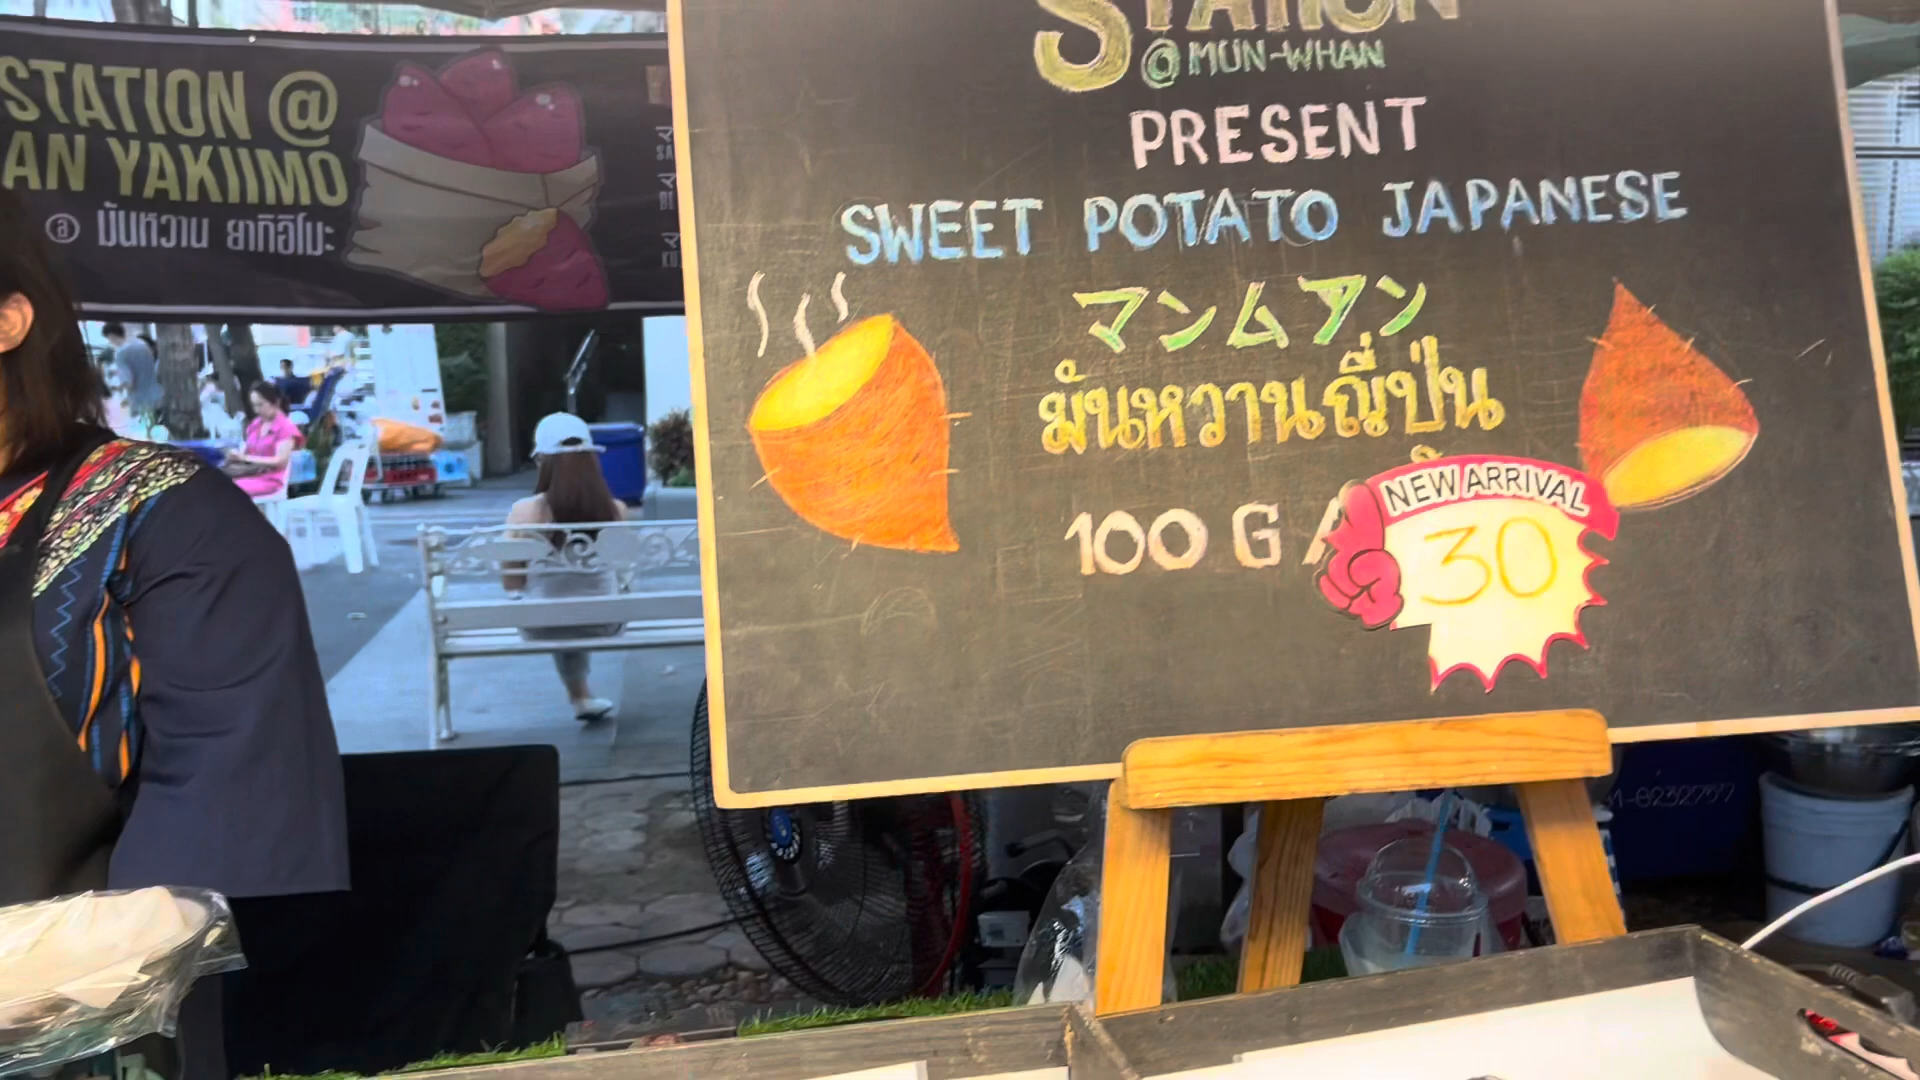 STATION @
AN YAKIIMO
@ มันหวาน ยากิอิโมะ
STATION
@ MUN-WHAN
PRESENT
SWEET POTATO JAPANESE
マンムアン
มันหวานญี่ปุ่น
100 G
NEW ARRIVAL
30